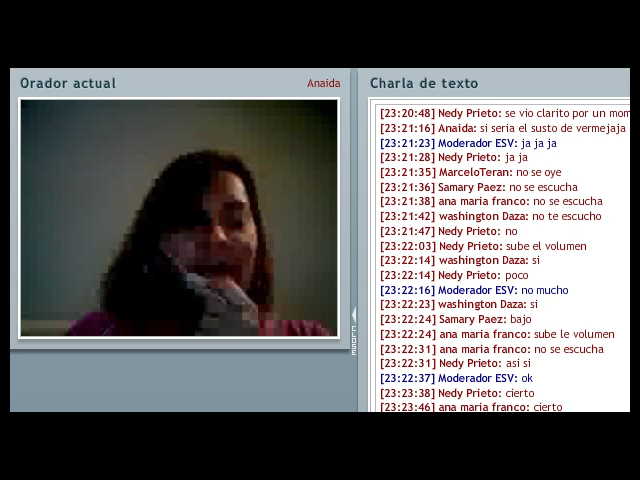 Orador actual
Anaida
Charla de texto
[23:20:48] Nedy Prieto: se vio clarito por un mom
[23:21:16] Anaida: si seria el susto de vermejaja
[23:21:23] Moderador ESV: ja ja ja
[23:21:28] Nedy Prieto: ja ja
[23:21:35] MarceloTeran: no se oye
[23:21:36] Samary Paez: no se escucha
[23:21:38] ana maria franco: no se escucha
[23:21:42] washington Daza: no te escucho
[23:21:47] Nedy Prieto: no
[23:22:03] Nedy Prieto: sube el volumen
[23:22:14] washington Daza: si
[23:22:14] Nedy Prieto: poco
[23:22:16] Moderador ESV: no mucho
[23:22:23] washington Daza: si
[23:22:24] Samary Paez: bajo
[23:22:24] ana maria franco: sube le volumen
[23:22:31] ana maria franco: no se escucha
[23:22:31] Nedy Prieto: asi si
[23:22:37] Moderador ESV: ok
[23:23:38] Nedy Prieto: cierto
[23:23:46] ana maria franco: cierto